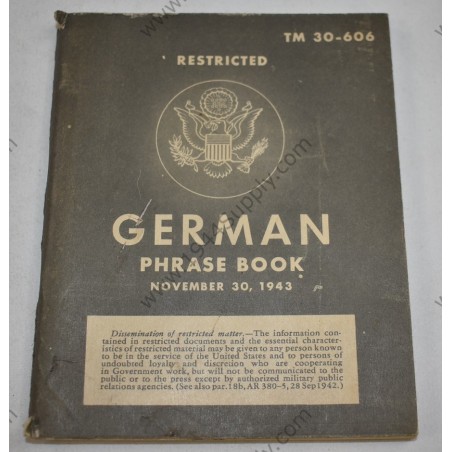 TM 30-606
RESTRICTED
GERMAN
PHRASE BOOK
NOVEMBER 30, 1943
Dissemination of restricted matter.—The information con-
tained in restricted documents and the essential character-
istics of restricted material may be given to any person known
to be in the service of the United States and to persons of
undoubted loyalty and discretion who are cooperating
in Government work, but will not be communicated to the
public or to the press except by authorized military public
relations agencies. (See also par. 18b, AR 380-5, 28 Sep 1942.)
www.1944supply.com